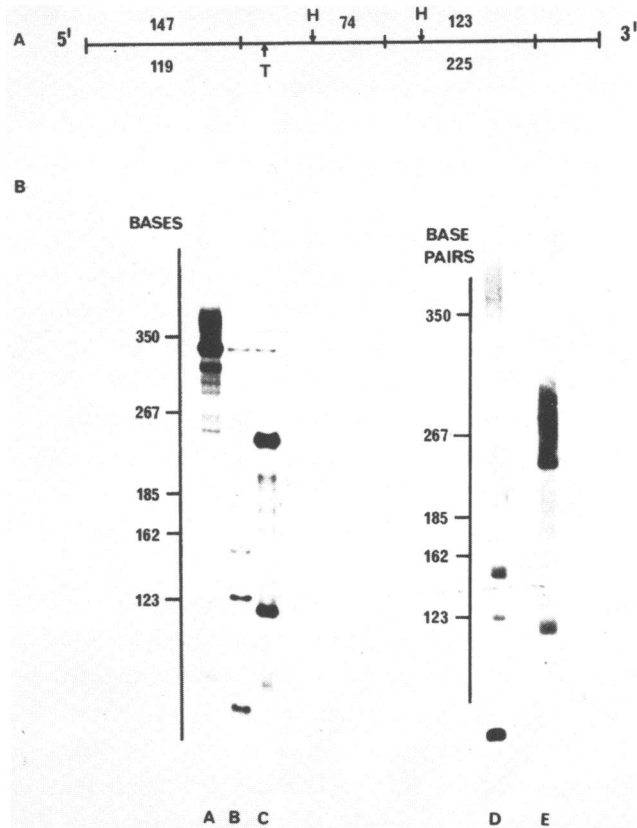 147 H 74 H 123
A 5' 3'
119 T 225
B
BASES
350
267
185
162
123
BASE
PAIRS
350
267
185
162
123
A B C D E